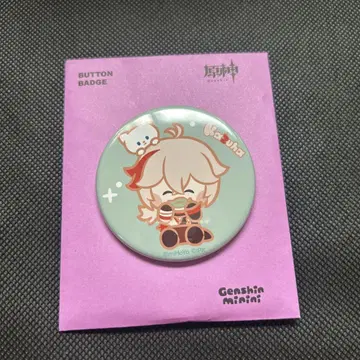 BUTTON
BADGE
原神
Kazuha
Genshin
Minini